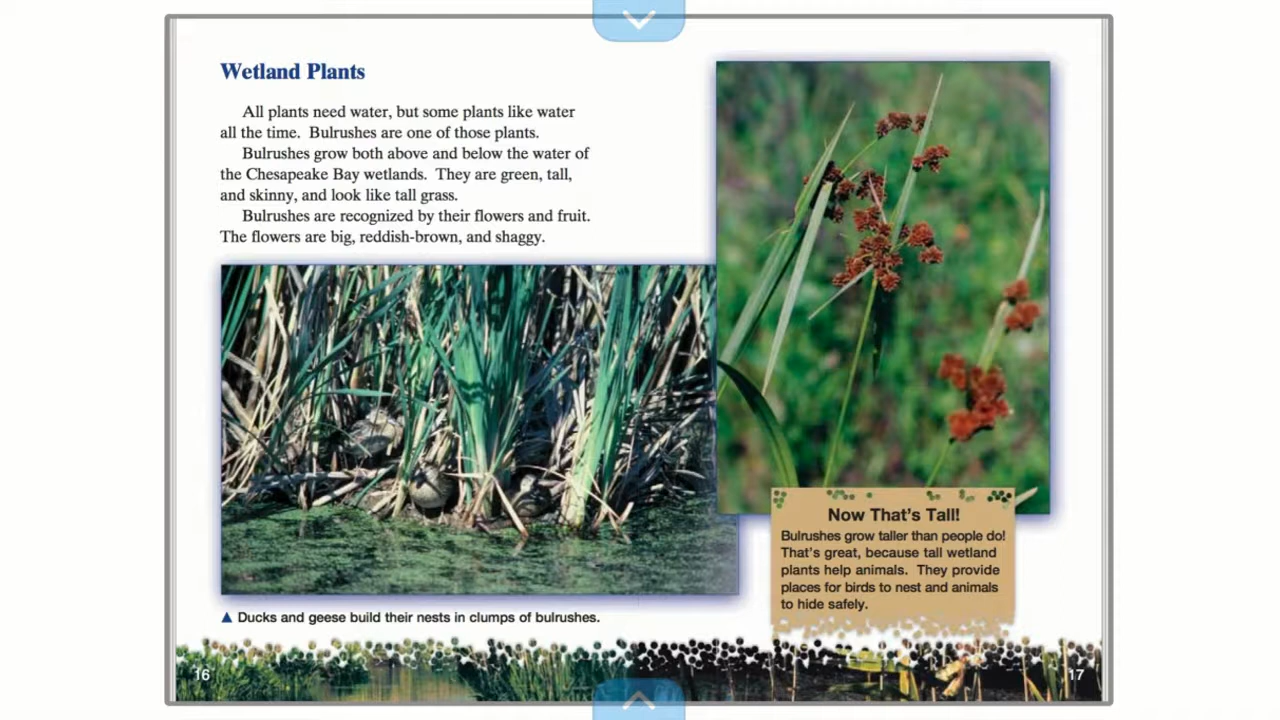 Wetland Plants
All plants need water, but some plants like water
all the time. Bulrushes are one of those plants.
Bulrushes grow both above and below the water of
the Chesapeake Bay wetlands. They are green, tall,
and skinny, and look like tall grass.
Bulrushes are recognized by their flowers and fruit.
The flowers are big, reddish-brown, and shaggy.
▲ Ducks and geese build their nests in clumps of bulrushes.
Now That's Tall!
Bulrushes grow taller than people do!
That's great, because tall wetland
plants help animals. They provide
places for birds to nest and animals
to hide safely.
16
17